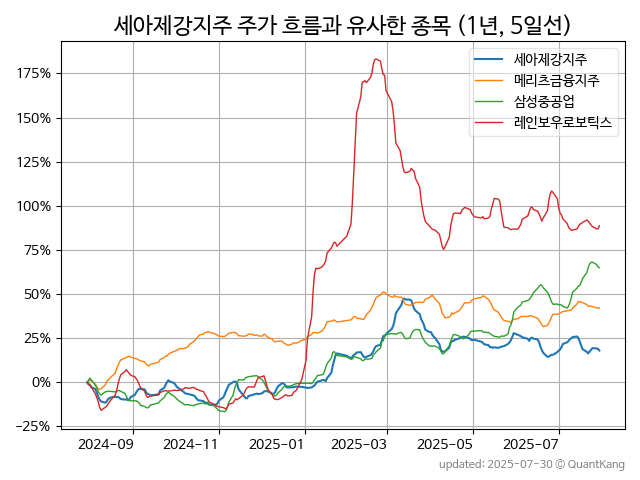 세아제강지주 주가 흐름과 유사한 종목 (1년, 5일선)
세아제강지주
메리츠금융지주
삼성중공업
레인보우로보틱스
175%
150%
125%
100%
75%
50%
25%
0%
−25%
2024-09 2024-11 2025-01 2025-03 2025-05 2025-07
updated: 2025-07-30 © QuantKang